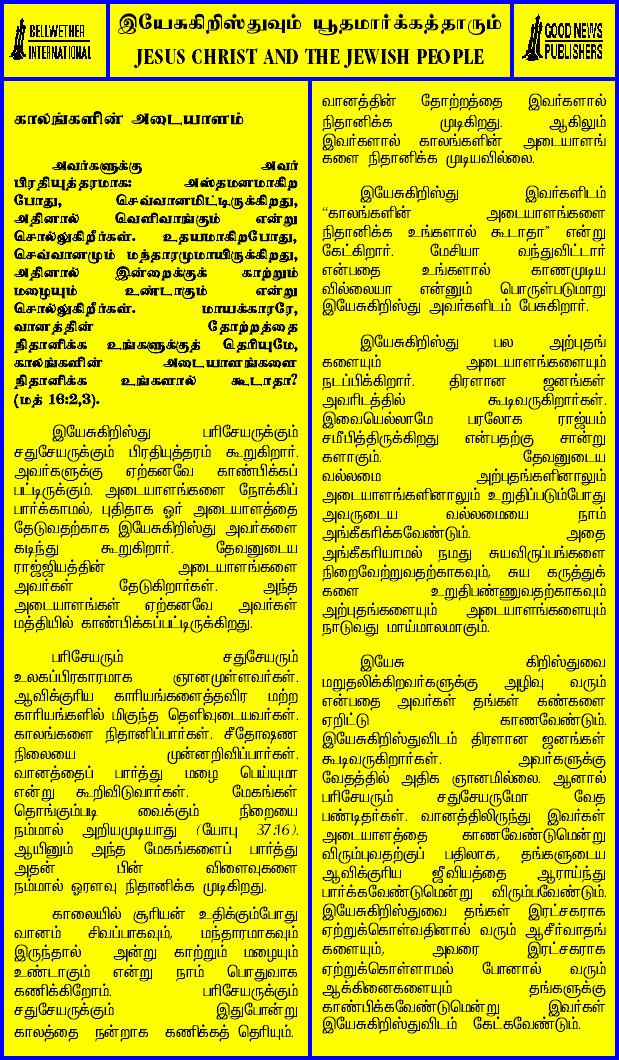 BELLWETHER
INTERNATIONAL
இயேசுகிறிஸ்துவும் யூதமார்க்கத்தாரும்
JESUS CHRIST AND THE JEWISH PEOPLE
GOOD NEWS
PUBLISHERS
காலங்களின் அடையாளம்
அவர்களுக்கு அவர்
பிரதியுத்தரமாக: அஸ்தமனமாகிற
போது, செவ்வானமிட்டிருக்கிறது,
அதினால் வெளிவாங்கும் என்று
சொல்லுகிறீர்கள். உதயமாகிறபோது,
செவ்வானமும் மந்தாரமுமாயிருக்கிறது,
அதினால் இன்றைக்குக் காற்றும்
மழையும் உண்டாகும் என்று
சொல்லுகிறீர்கள். மாயக்காரரே,
வானத்தின் தோற்றத்தை
நிதானிக்க உங்களுக்குத் தெரியுமே,
காலங்களின் அடையாளங்களை
நிதானிக்க உங்களால் கூடாதா?
(மத் 16:2,3).
இயேசுகிறிஸ்து பரிசேயருக்கும்
சதுசேயருக்கும் பிரதியுத்தரம் கூறுகிறார்.
அவர்களுக்கு ஏற்கனவே காண்பிக்கப்
பட்டிருக்கும். அடையாளங்களை நோக்கிப்
பார்க்காமல், புதிதாக ஓர் அடையாளத்தை
தேடுவதற்காக இயேசுகிறிஸ்து அவர்களை
கடிந்து கூறுகிறார். தேவனுடைய
ராஜ்ஜியத்தின் அடையாளங்களை
அவர்கள் தேடுகிறார்கள். அந்த
அடையாளங்கள் ஏற்கனவே அவர்கள்
மத்தியில் காண்பிக்கப்பட்டிருக்கிறது.
பரிசேயரும் சதுசேயரும்
உலகப்பிரகாரமாக ஞானமுள்ளவர்கள்.
ஆவிக்குரிய காரியங்களைத்தவிர மற்ற
காரியங்களில் மிகுந்த தெளிவுடையவர்கள்.
காலங்களை நிதானிப்பார்கள். சீதோஷண
நிலையை முன்னறிவிப்பார்கள்.
வானத்தைப் பார்த்து மழை பெய்யுமா
என்று கூறிவிடுவார்கள். மேகங்கள்
தொங்கும்படி வைக்கும் நிறையை
நம்மால் அறியமுடியாது (யோபு 37:16).
ஆயினும் அந்த மேகங்களைப் பார்த்து
அதன் பின் விளைவுகளை
நம்மால் ஓரளவு நிதானிக்க முடிகிறது.
காலையில் சூரியன் உதிக்கும்போது
வானம் சிவப்பாகவும், மந்தாரமாகவும்
இருந்தால் அன்று காற்றும் மழையும்
உண்டாகும் என்று நாம் பொதுவாக
கணிக்கிறோம். பரிசேயருக்கும்
சதுசேயருக்கும் இதுபோன்று
காலத்தை நன்றாக கணிக்கத் தெரியும்.
வானத்தின் தோற்றத்தை இவர்களால்
நிதானிக்க முடிகிறது. ஆகிலும்
இவர்களால் காலங்களின் அடையாளங்
களை நிதானிக்க முடியவில்லை.
இயேசுகிறிஸ்து இவர்களிடம்
“காலங்களின் அடையாளங்களை
நிதானிக்க உங்களால் கூடாதா” என்று
கேட்கிறார். மேசியா வந்துவிட்டார்
என்பதை உங்களால் காணமுடிய
வில்லையா என்னும் பொருள்படுமாறு
இயேசுகிறிஸ்து அவர்களிடம் பேசுகிறார்.
இயேசுகிறிஸ்து பல அற்புதங்
களையும் அடையாளங்களையும்
நடப்பிக்கிறார். திரளான ஜனங்கள்
அவரிடத்தில் கூடிவருகிறார்கள்.
இவையெல்லாமே பரலோக ராஜ்யம்
சமீபித்திருக்கிறது என்பதற்கு சான்று
களாகும். தேவனுடைய
வல்லமை அற்புதங்களினாலும்
அடையாளங்களினாலும் உறுதிப்படும்போது
அவருடைய வல்லமையை நாம்
அங்கீகரிக்கவேண்டும். அதை
அங்கீகரியாமல் நமது சுயவிருப்பங்களை
நிறைவேற்றுவதற்காகவும், சுய கருத்துக்
களை உறுதிபண்ணுவதற்காகவும்
அற்புதங்களையும் அடையாளங்களையும்
நாடுவது மாய்மாலமாகும்.
இயேசு கிறிஸ்துவை
மறுதலிக்கிறவர்களுக்கு அழிவு வரும்
என்பதை அவர்கள் தங்கள் கண்களை
ஏறிட்டு காணவேண்டும்.
இயேசுகிறிஸ்துவிடம் திரளான ஜனங்கள்
கூடிவருகிறார்கள். அவர்களுக்கு
வேதத்தில் அதிக ஞானமில்லை. ஆனால்
பரிசேயரும் சதுசேயருமோ வேத
பண்டிதர்கள். வானத்திலிருந்து இவர்கள்
அடையாளத்தை காணவேண்டுமென்று
விரும்புவதற்குப் பதிலாக, தங்களுடைய
ஆவிக்குரிய ஜீவியத்தை ஆராய்ந்து
பார்க்கவேண்டுமென்று விரும்பவேண்டும்.
இயேசுகிறிஸ்துவை தங்கள் இரட்சகராக
ஏற்றுக்கொள்வதினால் வரும் ஆசீர்வாதங்
களையும், அவரை இரட்சகராக
ஏற்றுக்கொள்ளாமல் போனால் வரும்
ஆக்கினைகளையும் தங்களுக்கு
காண்பிக்கவேண்டுமென்று இவர்கள்
இயேசுகிறிஸ்துவிடம் கேட்கவேண்டும்.